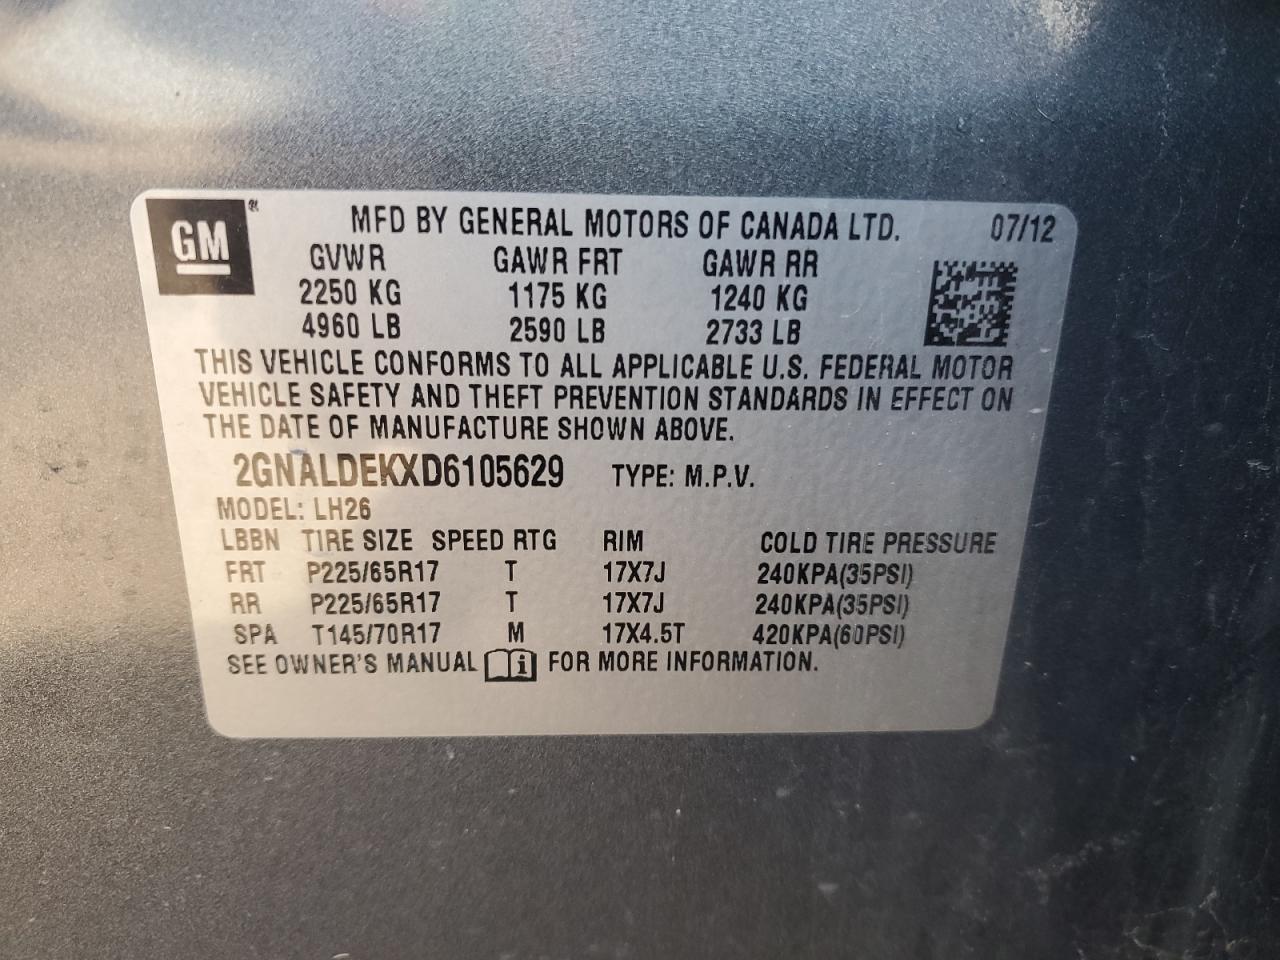 GM
MFD BY GENERAL MOTORS OF CANADA LTD. 07/12
GVWR GAWR FRT GAWR RR
2250 KG 1175 KG 1240 KG
4960 LB 2590 LB 2733 LB
THIS VEHICLE CONFORMS TO ALL APPLICABLE U.S. FEDERAL MOTOR
VEHICLE SAFETY AND THEFT PREVENTION STANDARDS IN EFFECT ON
THE DATE OF MANUFACTURE SHOWN ABOVE.
2GNALDEKXD6105629 TYPE: M.P.V.
MODEL: LH26
LBBN TIRE SIZE SPEED RTG RIM COLD TIRE PRESSURE
FRT P225/65R17 T 17X7J 240KPA(35PSI)
RR P225/65R17 T 17X7J 240KPA(35PSI)
SPA T145/70R17 M 17X4.5T 420KPA(60PSI)
SEE OWNER'S MANUAL i FOR MORE INFORMATION.